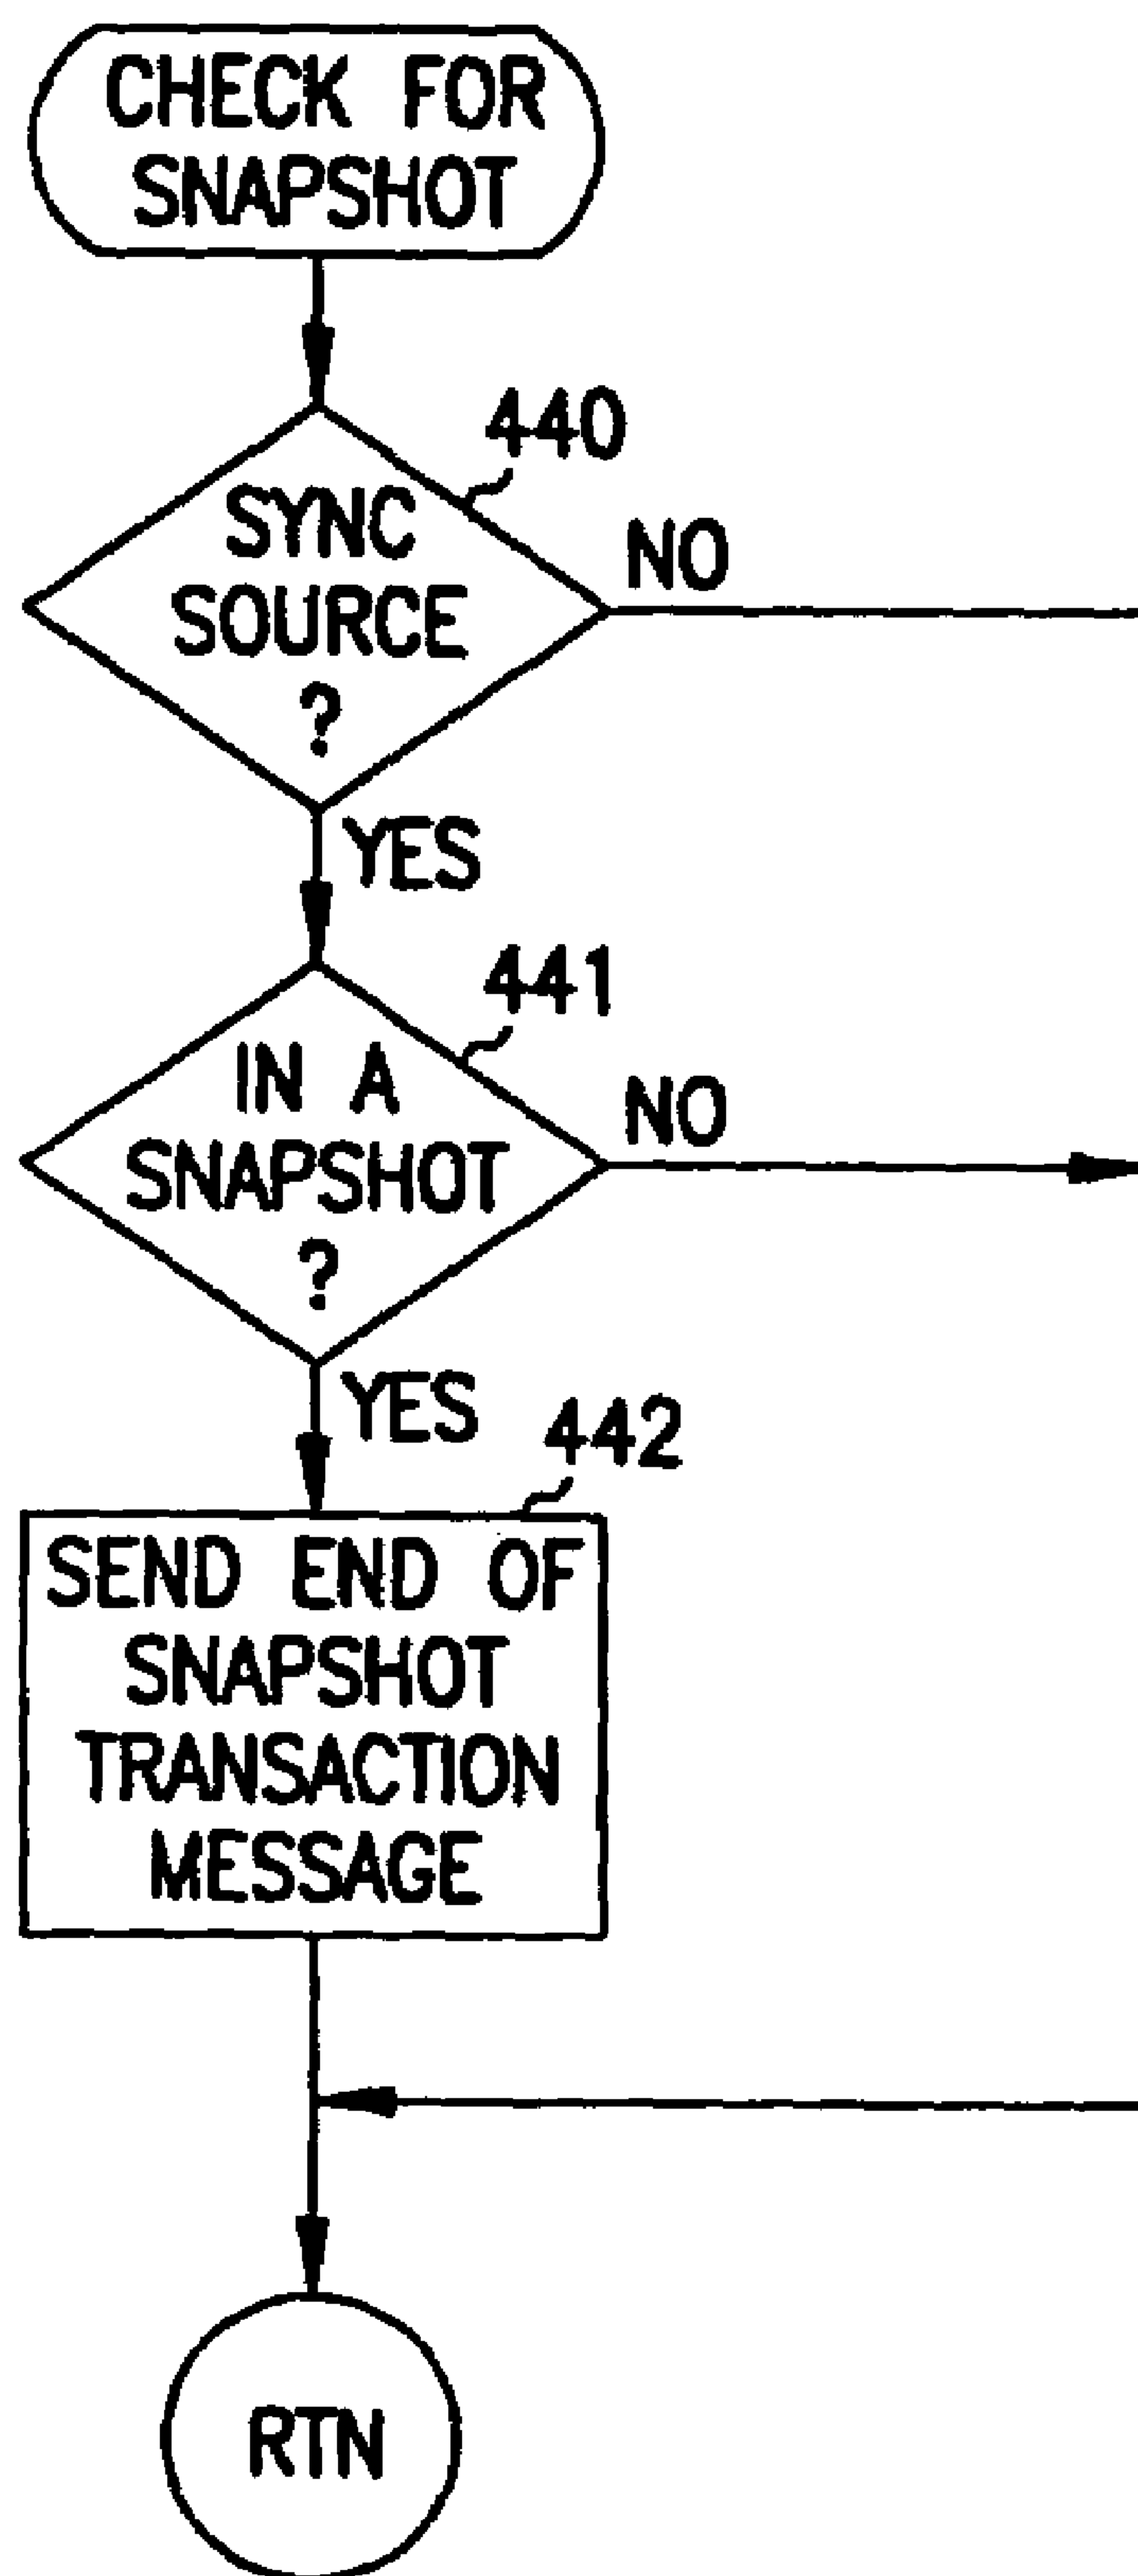 CHECK FOR
SNAPSHOT
440
SYNC
SOURCE
?
NO
YES
441
IN A
SNAPSHOT
?
NO
YES
442
SEND END OF
SNAPSHOT
TRANSACTION
MESSAGE
RTN